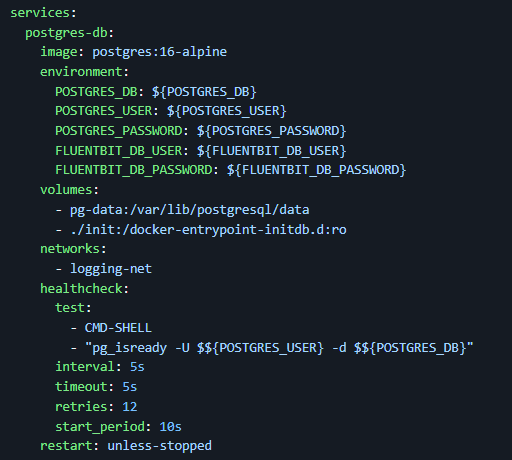 services:
  postgres-db:
    image: postgres:16-alpine
    environment:
      POSTGRES_DB: ${POSTGRES_DB}
      POSTGRES_USER: ${POSTGRES_USER}
      POSTGRES_PASSWORD: ${POSTGRES_PASSWORD}
      FLUENTBIT_DB_USER: ${FLUENTBIT_DB_USER}
      FLUENTBIT_DB_PASSWORD: ${FLUENTBIT_DB_PASSWORD}
    volumes:
      - pg-data:/var/lib/postgresql/data
      - ./init:/docker-entrypoint-initdb.d:ro
    networks:
      - logging-net
    healthcheck:
      test:
        - CMD-SHELL
        - "pg_isready -U $${POSTGRES_USER} -d $${POSTGRES_DB}"
      interval: 5s
      timeout: 5s
      retries: 12
      start_period: 10s
    restart: unless-stopped